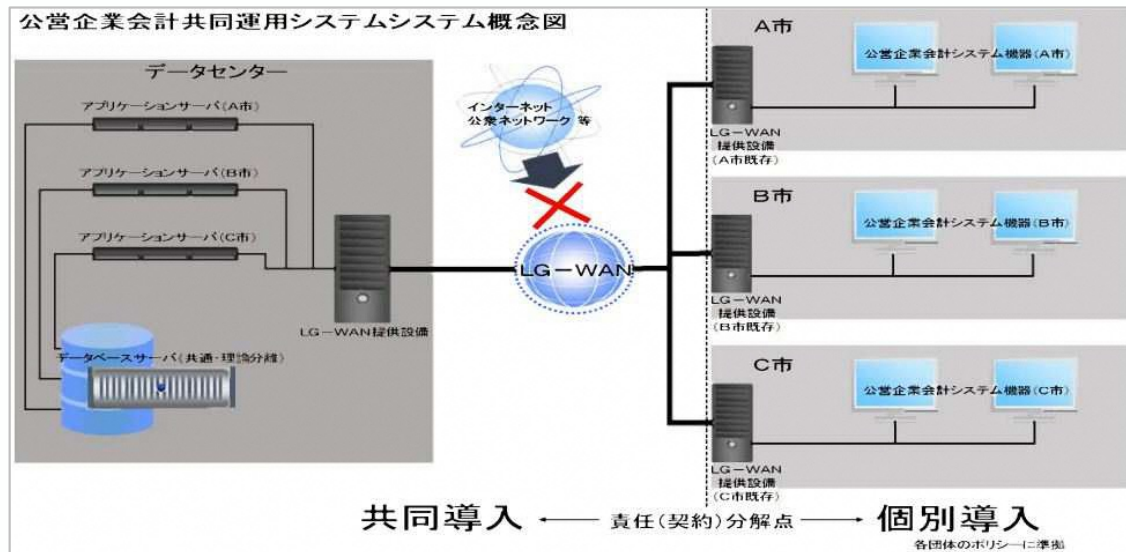 公営企業会計共同運用システムシステム概念図
データセンター
アプリケーションサーバ(A市)
アプリケーションサーバ(B市)
アプリケーションサーバ(C市)
データベースサーバ(共通・理論分離)
LG-WAN提供設備
インターネット
公衆ネットワーク 等
LG-WAN
A市
公営企業会計システム機器(A市)
LG-WAN
提供設備
(A市既存)
B市
公営企業会計システム機器(B市)
LG-WAN
提供設備
(B市既存)
C市
公営企業会計システム機器(C市)
LG-WAN
提供設備
(C市既存)
共同導入
責任(契約)分解点
個別導入
各団体のポリシーに準拠